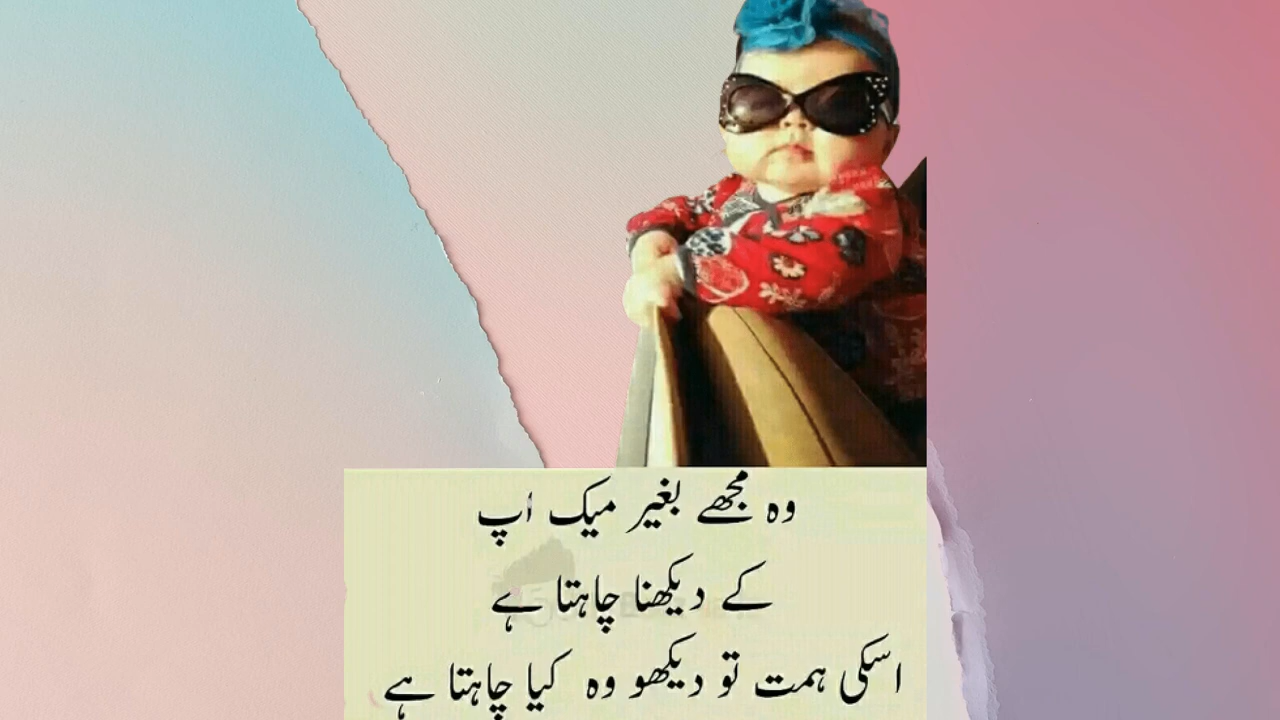 وہ مجھے بغیر میک اپ
کے دیکھنا چاہتا ہے
اسکی ہمت تو دیکھو وہ کیا چاہتا ہے